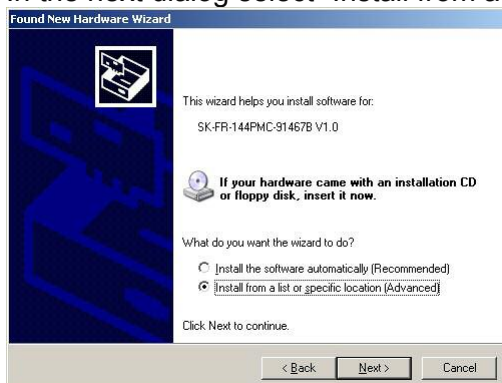 Found New Hardware Wizard
This wizard helps you install software for:
SK-FR-144PMC-91467B V1.0
If your hardware came with an installation CD
or floppy disk, insert it now.
What do you want the wizard to do?
Install the software automatically (Recommended)
Install from a list or specific location (Advanced)
Click Next to continue.
< Back Next > Cancel